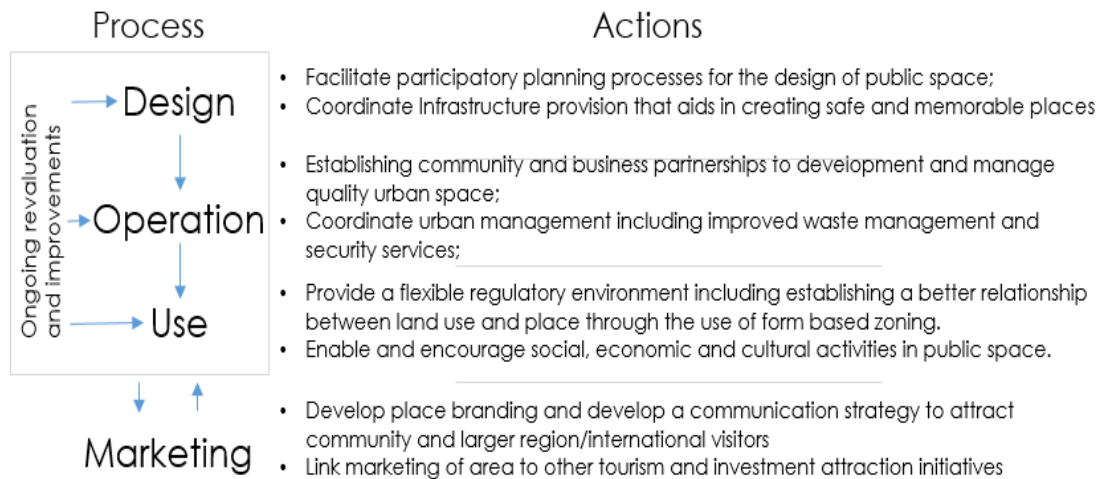 Process
Actions
Ongoing revaluation
and improvements
Design
Operation
Use
Marketing
• Facilitate participatory planning processes for the design of public space;
• Coordinate Infrastructure provision that aids in creating safe and memorable places
• Establishing community and business partnerships to development and manage
quality urban space;
• Coordinate urban management including improved waste management and
security services;
• Provide a flexible regulatory environment including establishing a better relationship
between land use and place through the use of form based zoning.
• Enable and encourage social, economic and cultural activities in public space.
• Develop place branding and develop a communication strategy to attract
community and larger region/international visitors
• Link marketing of area to other tourism and investment attraction initiatives